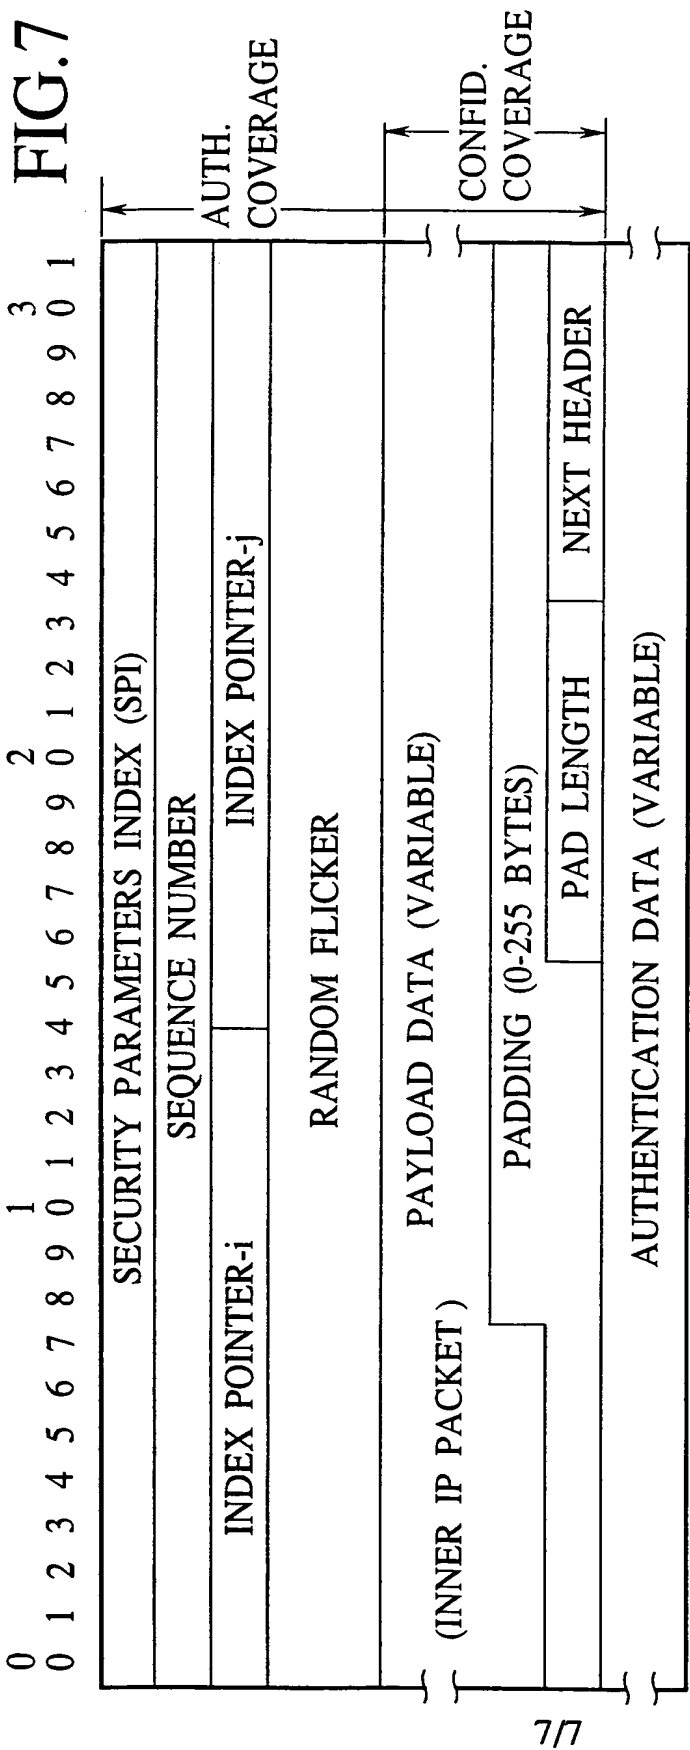 FIG.7
0 1 2 3
0 1 2 3 4 5 6 7 8 9 0 1 2 3 4 5 6 7 8 9 0 1 2 3 4 5 6 7 8 9 0 1
SECURITY PARAMETERS INDEX (SPI)
SEQUENCE NUMBER
INDEX POINTER-i INDEX POINTER-j
RANDOM FLICKER
PAYLOAD DATA (VARIABLE)
(INNER IP PACKET)
PADDING (0-255 BYTES)
PAD LENGTH NEXT HEADER
AUTHENTICATION DATA (VARIABLE)
AUTH.
COVERAGE
CONFID.
COVERAGE
7/7